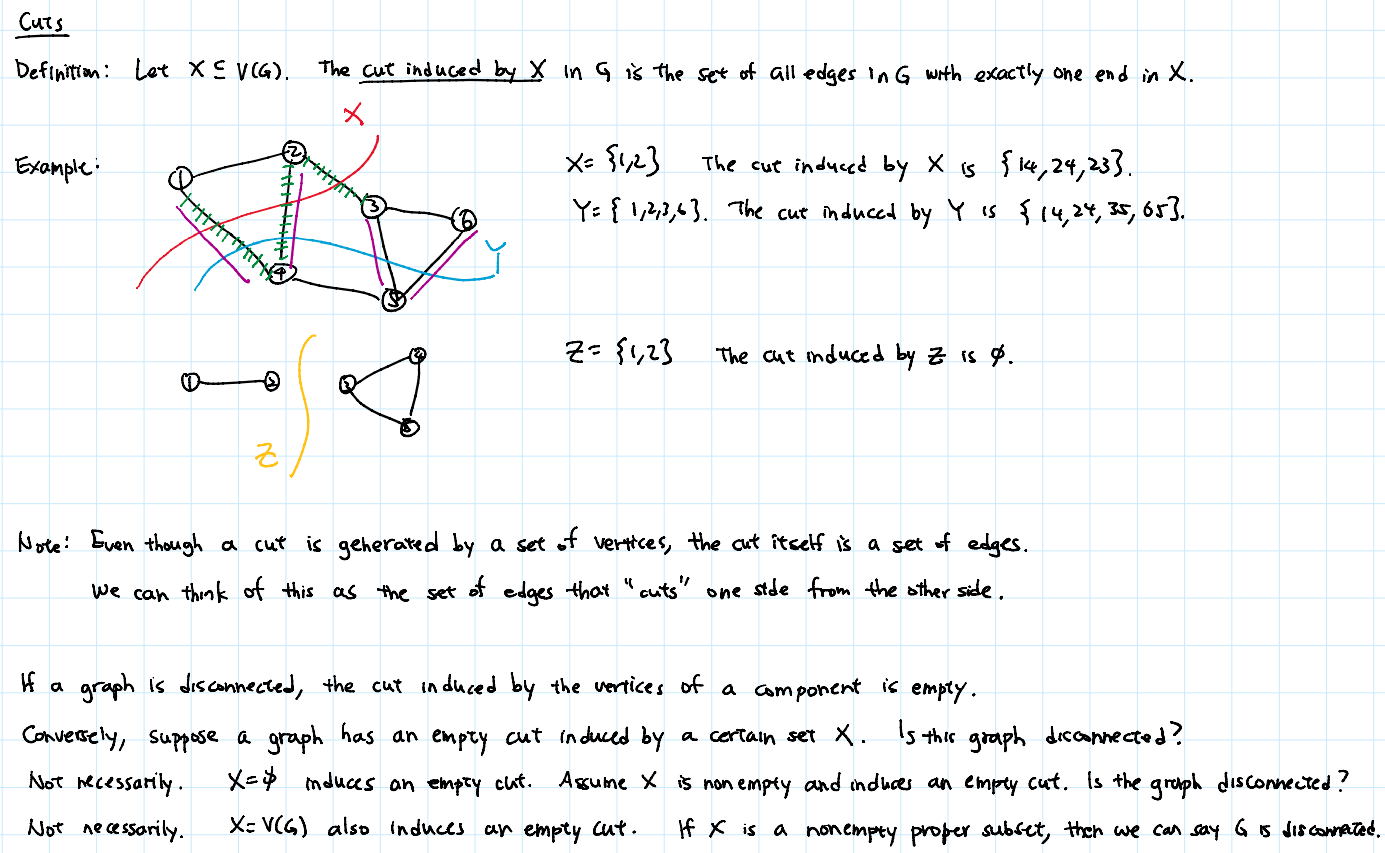 Cuts
Definition: Let X ⊆ V(G). The cut induced by X in G is the set of all edges in G with exactly one end in X.
X
Example:
1 2 3 4 5 6
X= {1,2} The cut induced by X is {14,24,23}.
Y= {1,2,3,6}. The cut induced by Y is {14,24,35,65}.
Y
1 2 3
Z= {1,2} The cut induced by Z is ∅.
Z
Note: Even though a cut is generated by a set of vertices, the cut itself is a set of edges.
We can think of this as the set of edges that "cuts" one side from the other side.
If a graph is disconnected, the cut induced by the vertices of a component is empty.
Conversely, suppose a graph has an empty cut induced by a certain set X. Is this graph disconnected?
Not necessarily. X=∅ induces an empty cut. Assume X is nonempty and induces an empty cut. Is the graph disconnected?
Not necessarily. X=V(G) also induces an empty cut. If X is a nonempty proper subset, then we can say G is disconnected.